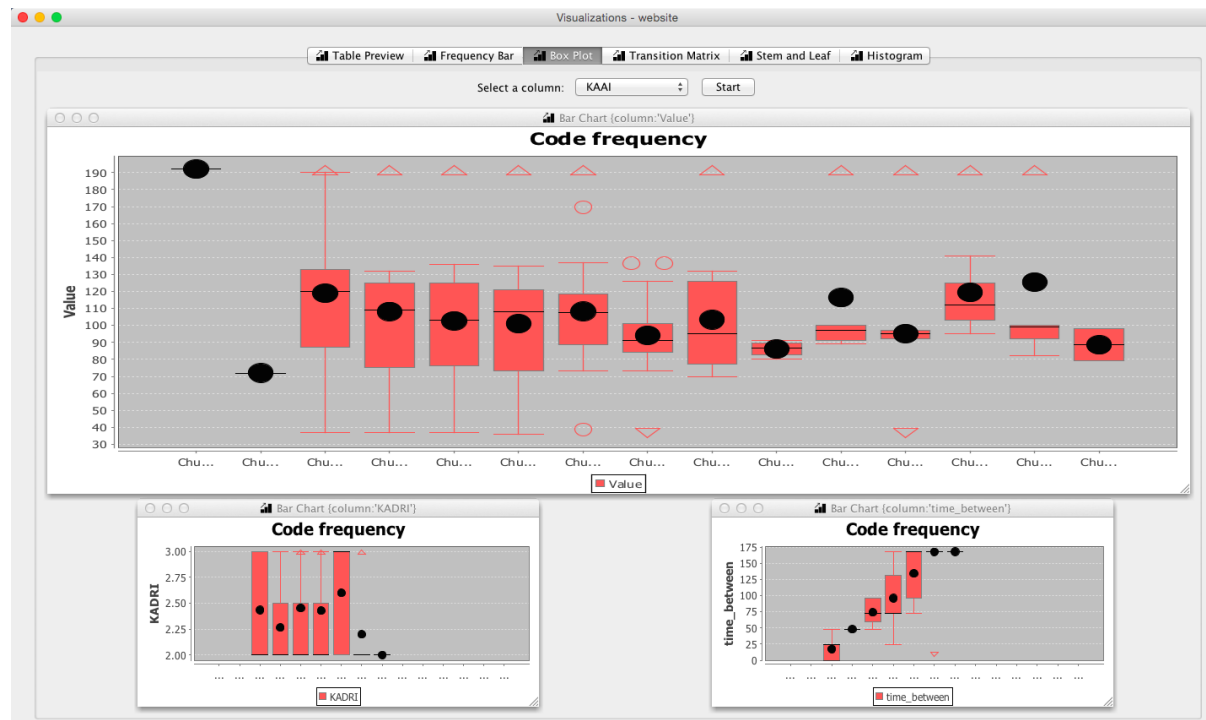 Visualizations - website
Table Preview Frequency Bar Box Plot Transition Matrix Stem and Leaf Histogram
Select a column: KAAI Start
Bar Chart {column:'Value'}
Code frequency
Value
190
180
170
160
150
140
130
120
110
100
90
80
70
60
50
40
30
Chu... Chu... Chu... Chu... Chu... Chu... Chu... Chu... Chu... Chu... Chu... Chu... Chu... Chu... Chu...
Value
Bar Chart {column:'KADRI'}
Code frequency
KADRI
3.00
2.75
2.50
2.25
2.00
... ... ... ... ... ... ... ... ... ... ... ... ... ... ...
KADRI
Bar Chart {column:'time_between'}
Code frequency
time_between
175
150
125
100
75
50
25
0
... ... ... ... ... ... ... ... ... ... ... ... ... ... ...
time_between